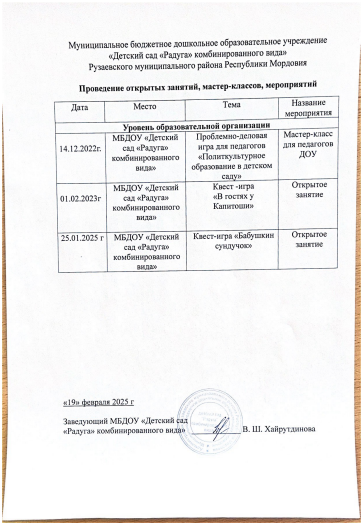 Муниципальное бюджетное дошкольное образовательное учреждение
«Детский сад «Радуга» комбинированного вида»
Рузаевского муниципального района Республики Мордовия
Проведение открытых занятий, мастер-классов, мероприятий
Дата Место Тема Название мероприятия
Уровень образовательной организации
14.12.2022г.
МБДОУ «Детский
сад «Радуга»
комбинированного
вида»
Проблемно-деловая
игра для педагогов
«Политкультурное
образование в детском
саду»
Мастер-класс
для педагогов
ДОУ
01.02.2023г
МБДОУ «Детский
сад «Радуга»
комбинированного
вида»
Квест -игра
«В гостях у
Капитоши»
Открытое
занятие
25.01.2025 г
МБДОУ «Детский
сад «Радуга»
комбинированного
вида»
Квест-игра «Бабушкин
сундучок»
Открытое
занятие
«19» февраля 2025 г
Заведующий МБДОУ «Детский сад
«Радуга» комбинированного вида» В. Ш. Хайрутдинова